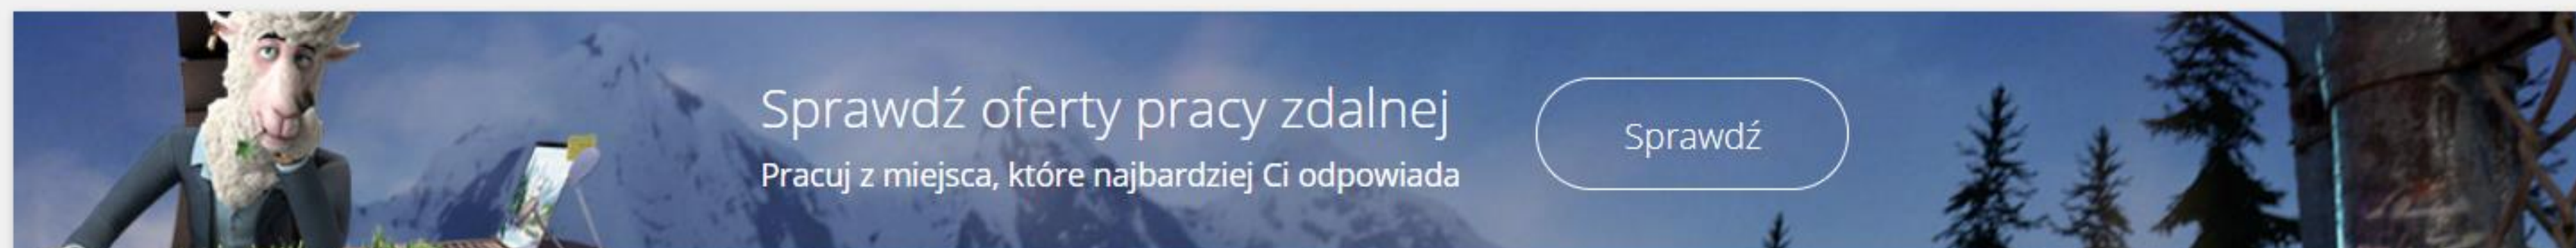 Sprawdź oferty pracy zdalnej
Pracuj z miejsca, które najbardziej Ci odpowiada
Sprawdź